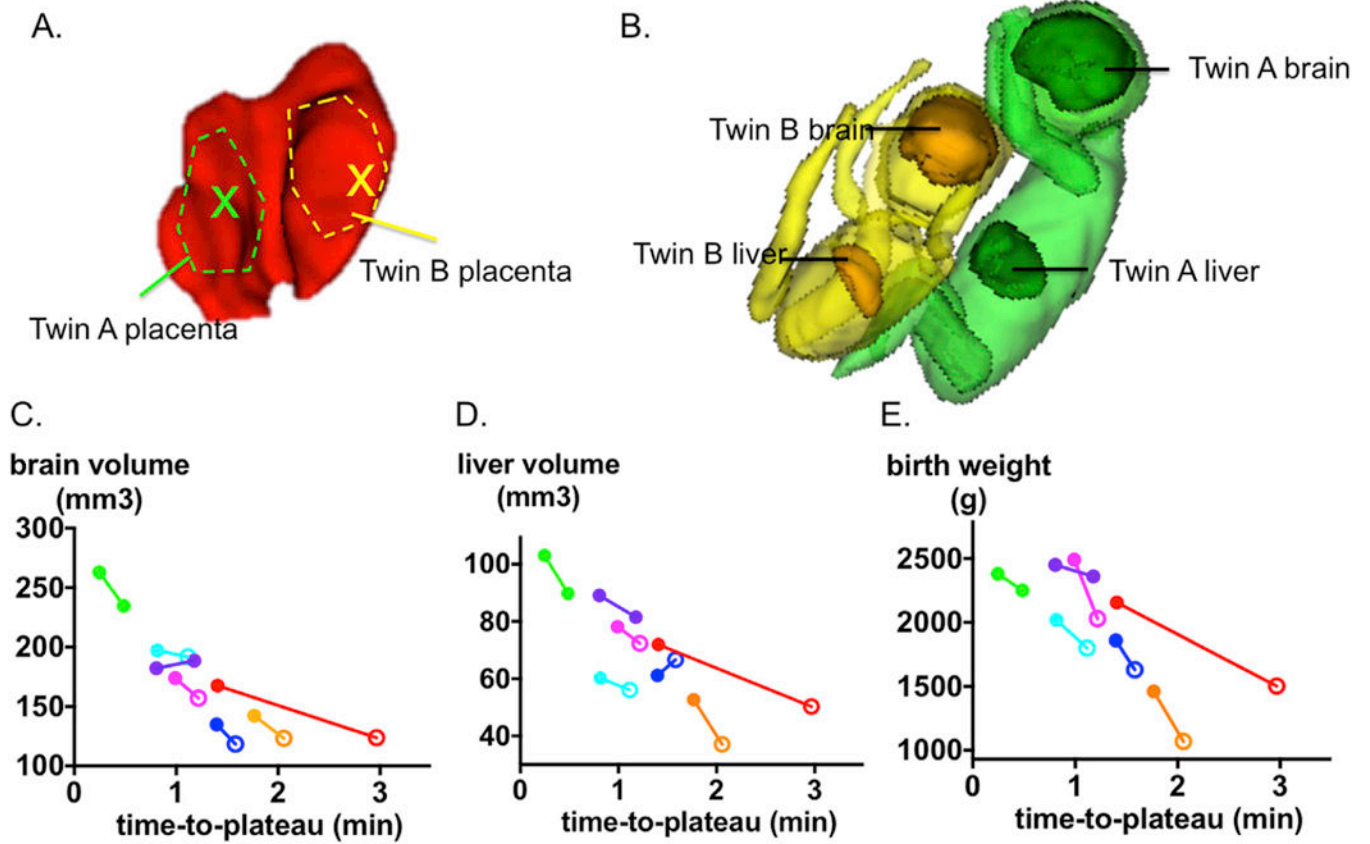 A.
X
X
Twin B placenta
Twin A placenta
B.
Twin A brain
Twin B brain
Twin B liver
Twin A liver
C.
brain volume
(mm3)
300
250
200
150
100
0 1 2 3
time-to-plateau (min)
D.
liver volume
(mm3)
100
80
60
40
0 1 2 3
time-to-plateau (min)
E.
birth weight
(g)
2500
2000
1500
1000
0 1 2 3
time-to-plateau (min)